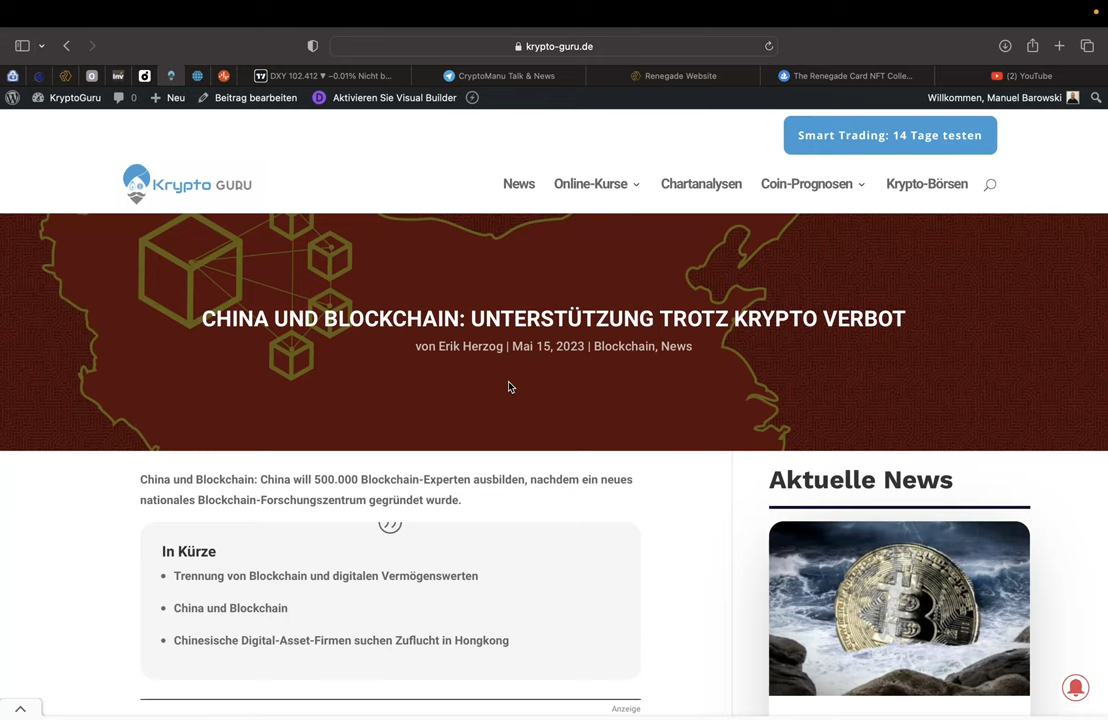 krypto-guru.de
DXY 102.412 ▼ −0.01% Nicht b...
CryptoManu Talk & News
Renegade Website
The Renegade Card NFT Colle...
(2) YouTube
KryptoGuru
0
Neu
Beitrag bearbeiten
Aktivieren Sie Visual Builder
Willkommen, Manuel Barowski
Smart Trading: 14 Tage testen
Krypto GURU
News
Online-Kurse
Chartanalysen
Coin-Prognosen
Krypto-Börsen
CHINA UND BLOCKCHAIN: UNTERSTÜTZUNG TROTZ KRYPTO VERBOT
von Erik Herzog | Mai 15, 2023 | Blockchain, News
China und Blockchain: China will 500.000 Blockchain-Experten ausbilden, nachdem ein neues
nationales Blockchain-Forschungszentrum gegründet wurde.
In Kürze
Trennung von Blockchain und digitalen Vermögenswerten
China und Blockchain
Chinesische Digital-Asset-Firmen suchen Zuflucht in Hongkong
Anzeige
Aktuelle News